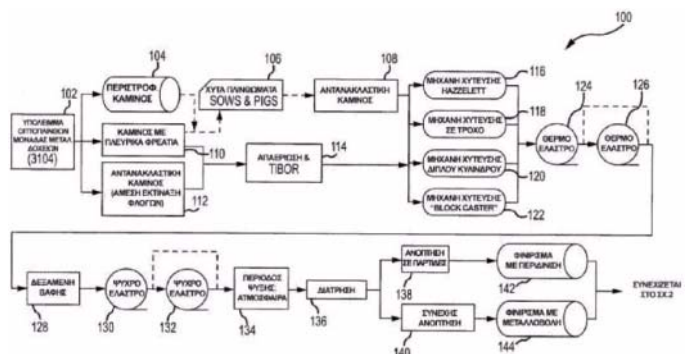 100
104
ΠΕΡΙΣΤΡΟΦ.
ΚΑΜΙΝΟΣ
106
ΧΥΤΑ ΠΛΙΝΘΩΜΑΤΑ
SOWS & PIGS
108
ΑΝΤΑΝΑΚΛΑΣΤΙΚΗ
ΚΑΜΙΝΟΣ
102
ΥΠΟΛΕΙΜΜΑ
ΜΟΝΑΔΑΣ ΜΕΤΑΛ.
ΔΟΧΕΙΩΝ
(3104)
ΚΑΜΙΝΟΣ ΜΕ
ΠΛΕΥΡΙΚΑ ΦΡΕΑΤΙΑ
110
ΑΝΤΑΝΑΚΛΑΣΤΙΚΗ
ΚΑΜΙΝΟΣ
(ΑΜΕΣΗ ΕΚΤΙΝΑΞΗ
ΦΛΟΓΩΝ)
112
ΑΠΑΕΡΙΩΣΗ &
TIBOR
114
ΜΗΧΑΝΗ ΧΥΤΕΥΣΗΣ
HAZZELETT
116
ΜΗΧΑΝΗ ΧΥΤΕΥΣΗΣ
ΣΕ ΤΡΟΧΟ
118
ΜΗΧΑΝΗ ΧΥΤΕΥΣΗΣ
ΔΙΠΛΟΥ ΚΥΛΙΝΔΡΟΥ
120
ΜΗΧΑΝΗ ΧΥΤΕΥΣΗΣ
"BLOCK CASTER"
122
124
ΘΕΡΜΟ
ΕΛΑΣΤΡΟ
126
ΘΕΡΜΟ
ΕΛΑΣΤΡΟ
ΔΕΞΑΜΕΝΗ
ΒΑΦΗΣ
128
ΨΥΧΡΟ
ΕΛΑΣΤΡΟ
130
ΨΥΧΡΟ
ΕΛΑΣΤΡΟ
132
ΠΕΡΙΟΔΟΣ
ΨΥΞΗΣ:
ΑΤΜΟΣΦΑΙΡΑ
134
ΔΙΑΤΡΗΣΗ
136
ΑΝΟΠΤΗΣΗ
ΣΕ ΠΑΡΤΙΔΕΣ
138
ΣΥΝΕΧΗΣ
ΑΝΟΠΤΗΣΗ
140
ΦΙΝΙΡΙΣΜΑ
ΜΕ ΠΕΡΙΔΙΝΙΣΗ
142
ΦΙΝΙΡΙΣΜΑ ΜΕ
ΜΕΤΑΛΛΟΒΟΛΗ
144
ΣΥΝΕΧΙΖΕΤΑΙ
ΣΤΟ ΣΧ.2